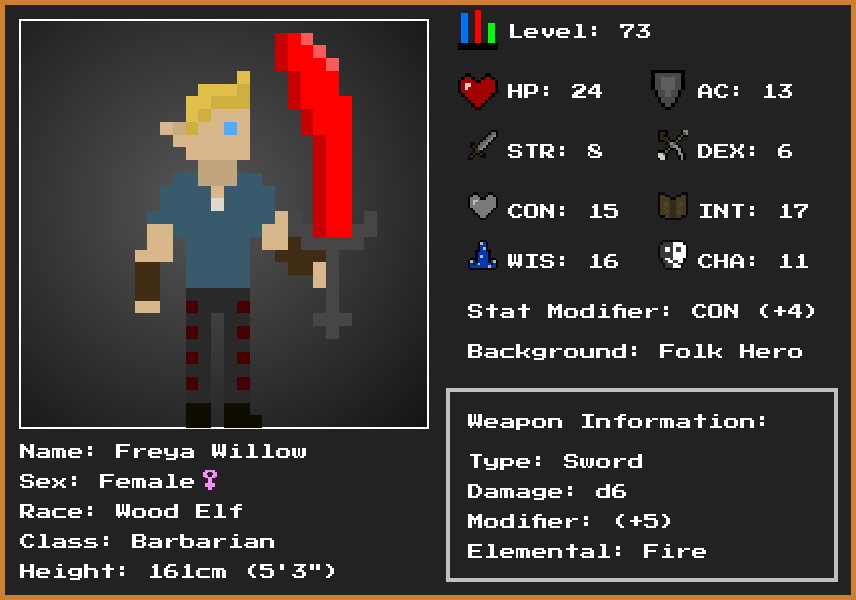 Level: 73
HP: 24
AC: 13
STR: 8
DEX: 6
CON: 15
INT: 17
WIS: 16
CHA: 11
Stat Modifier: CON (+4)
Background: Folk Hero
Weapon Information:
Type: Sword
Damage: d6
Modifier: (+5)
Elemental: Fire
Name: Freya Willow
Sex: Female♀
Race: Wood Elf
Class: Barbarian
Height: 161cm (5'3")